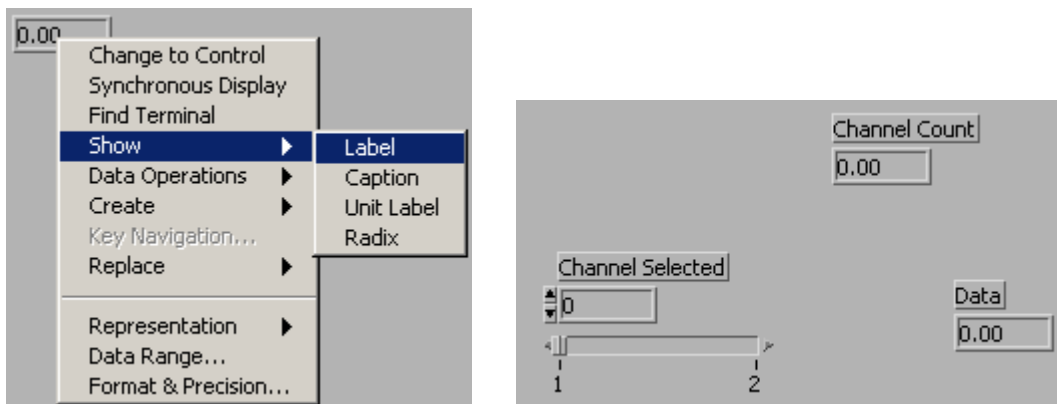 0.00
Change to Control
Synchronous Display
Find Terminal
Show
Data Operations
Create
Key Navigation...
Replace
Representation
Data Range...
Format & Precision...
Label
Caption
Unit Label
Radix
Channel Count
0.00
Channel Selected
0
1 2
Data
0.00